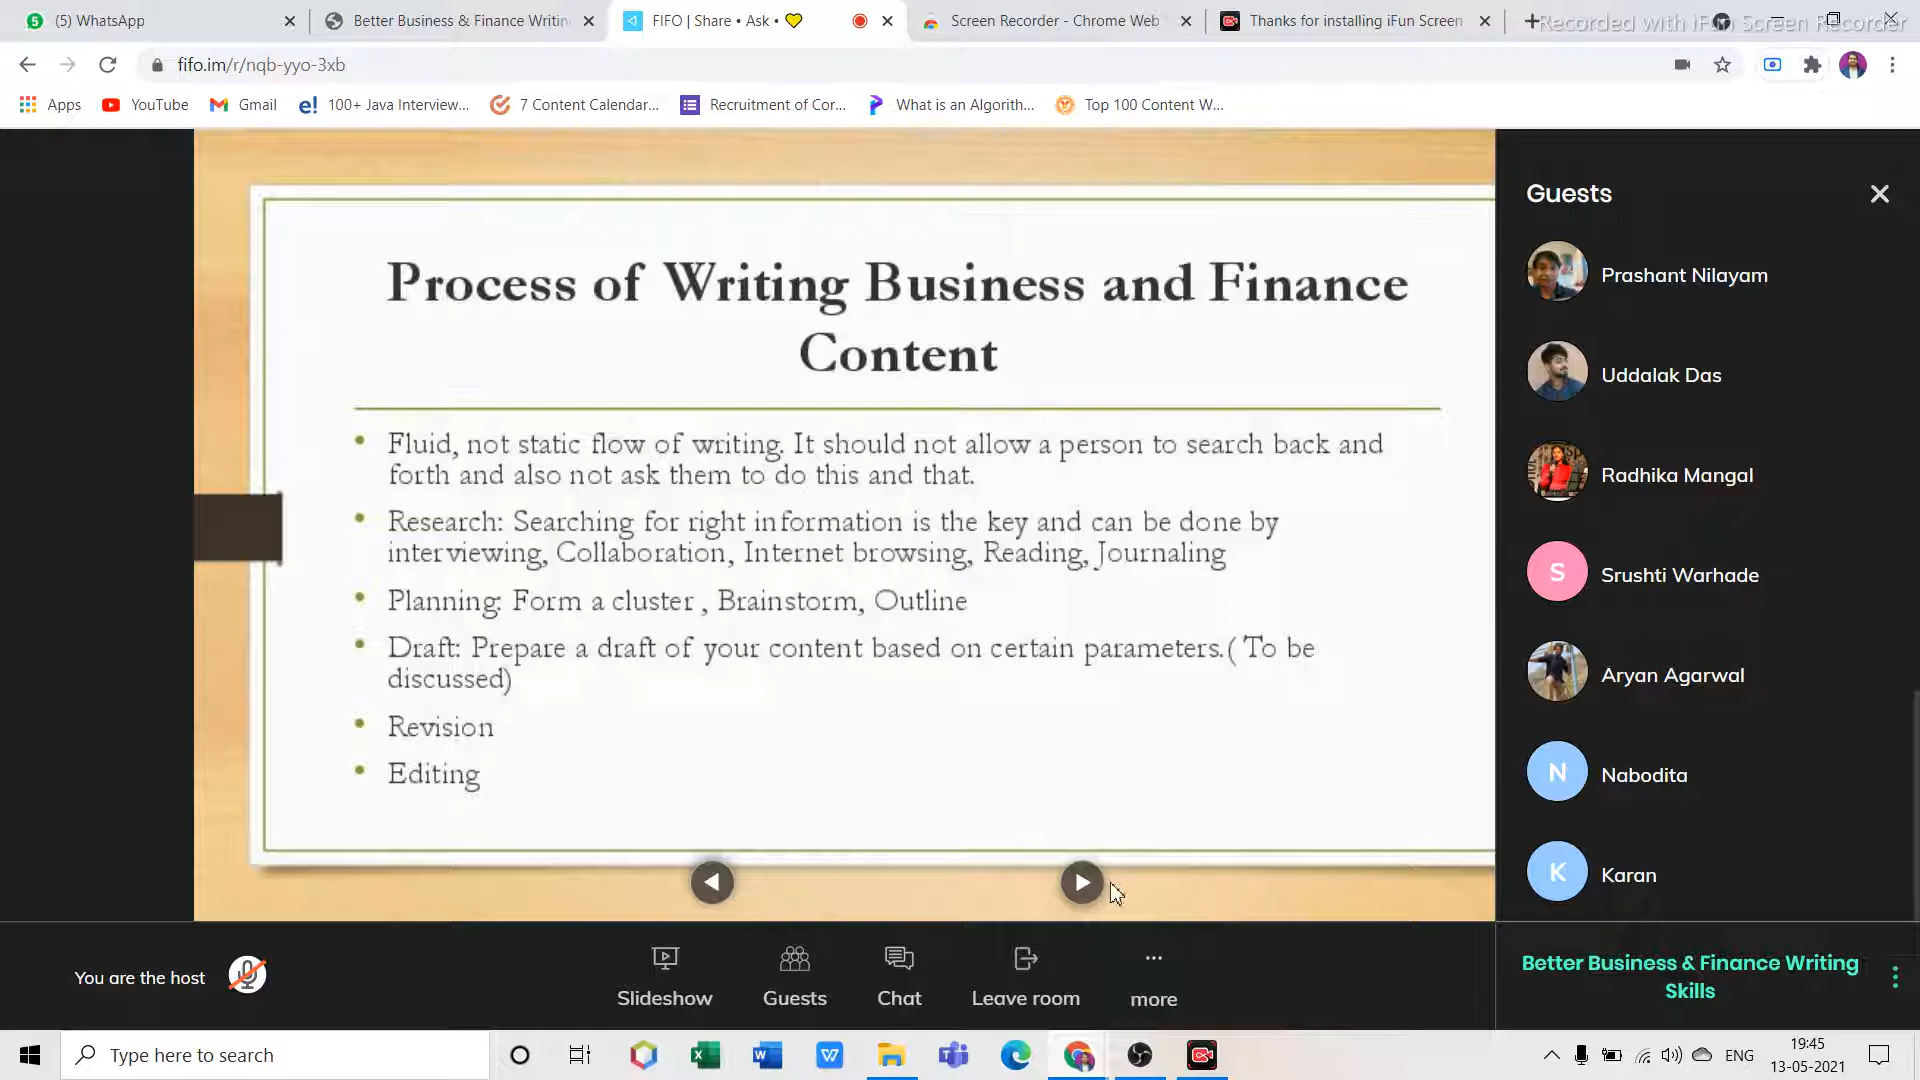 (5) WhatsApp
Better Business & Finance Writin
FIFO | Share • Ask •
Screen Recorder - Chrome Web
Thanks for installing iFun Screen
Recorded with iFun Screen Recorder
fifo.im/r/nqb-yyo-3xb
Apps
YouTube
Gmail
100+ Java Interview...
7 Content Calendar...
Recruitment of Cor...
What is an Algorith...
Top 100 Content W...
Process of Writing Business and Finance
Content
• Fluid, not static flow of writing. It should not allow a person to search back and
forth and also not ask them to do this and that.
• Research: Searching for right information is the key and can be done by
interviewing, Collaboration, Internet browsing, Reading, Journaling
• Planning: Form a cluster , Brainstorm, Outline
• Draft: Prepare a draft of your content based on certain parameters.( To be
discussed)
• Revision
• Editing
Guests
Prashant Nilayam
Uddalak Das
Radhika Mangal
S
Srushti Warhade
Aryan Agarwal
N
Nabodita
K
Karan
You are the host
Slideshow
Guests
Chat
Leave room
more
Better Business & Finance Writing
Skills
Type here to search
ENG
19:45
13-05-2021